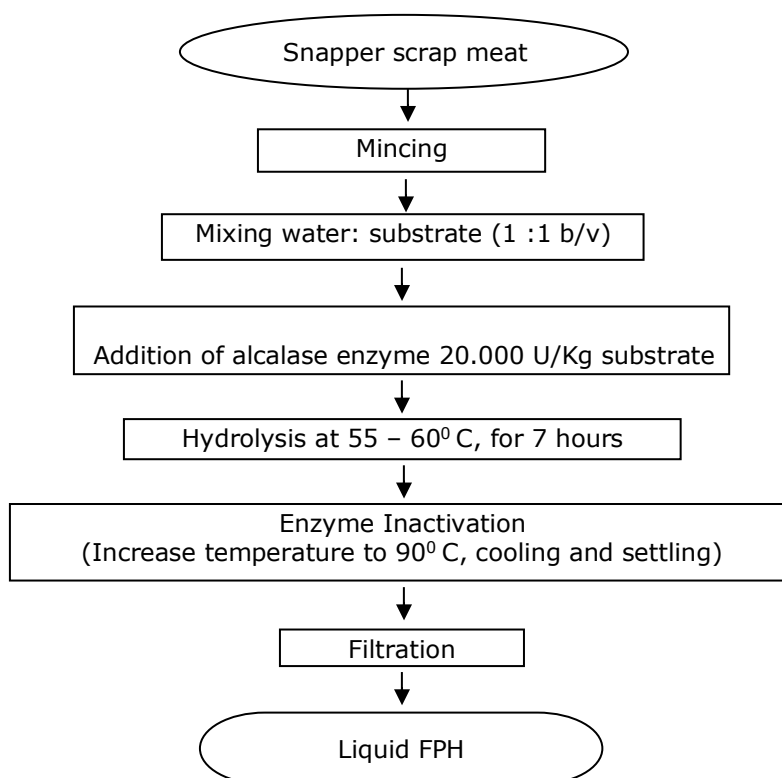 Snapper scrap meat
Mincing
Mixing water: substrate (1 :1 b/v)
Addition of alcalase enzyme 20.000 U/Kg substrate
Hydrolysis at 55 – 60⁰ C, for 7 hours
Enzyme Inactivation
(Increase temperature to 90⁰ C, cooling and settling)
Filtration
Liquid FPH